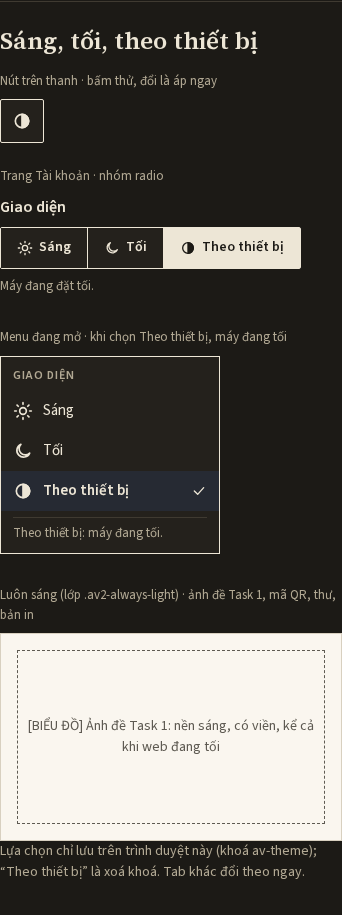 Sáng, tối, theo thiết bị
Nút trên thanh · bấm thử, đổi là áp ngay
Trang Tài khoản · nhóm radio
Giao diện
Sáng Tối Theo thiết bị
Máy đang đặt tối.
Menu đang mở · khi chọn Theo thiết bị, máy đang tối
GIAO DIỆN
Sáng
Tối
Theo thiết bị
Theo thiết bị: máy đang tối.
Luôn sáng (lớp .av2-always-light) · ảnh đề Task 1, mã QR, thư,
bản in
[BIỂU ĐỒ] Ảnh đề Task 1: nền sáng, có viền, kể cả
khi web đang tối
Lựa chọn chỉ lưu trên trình duyệt này (khoá av-theme);
“Theo thiết bị” là xoá khoá. Tab khác đổi theo ngay.